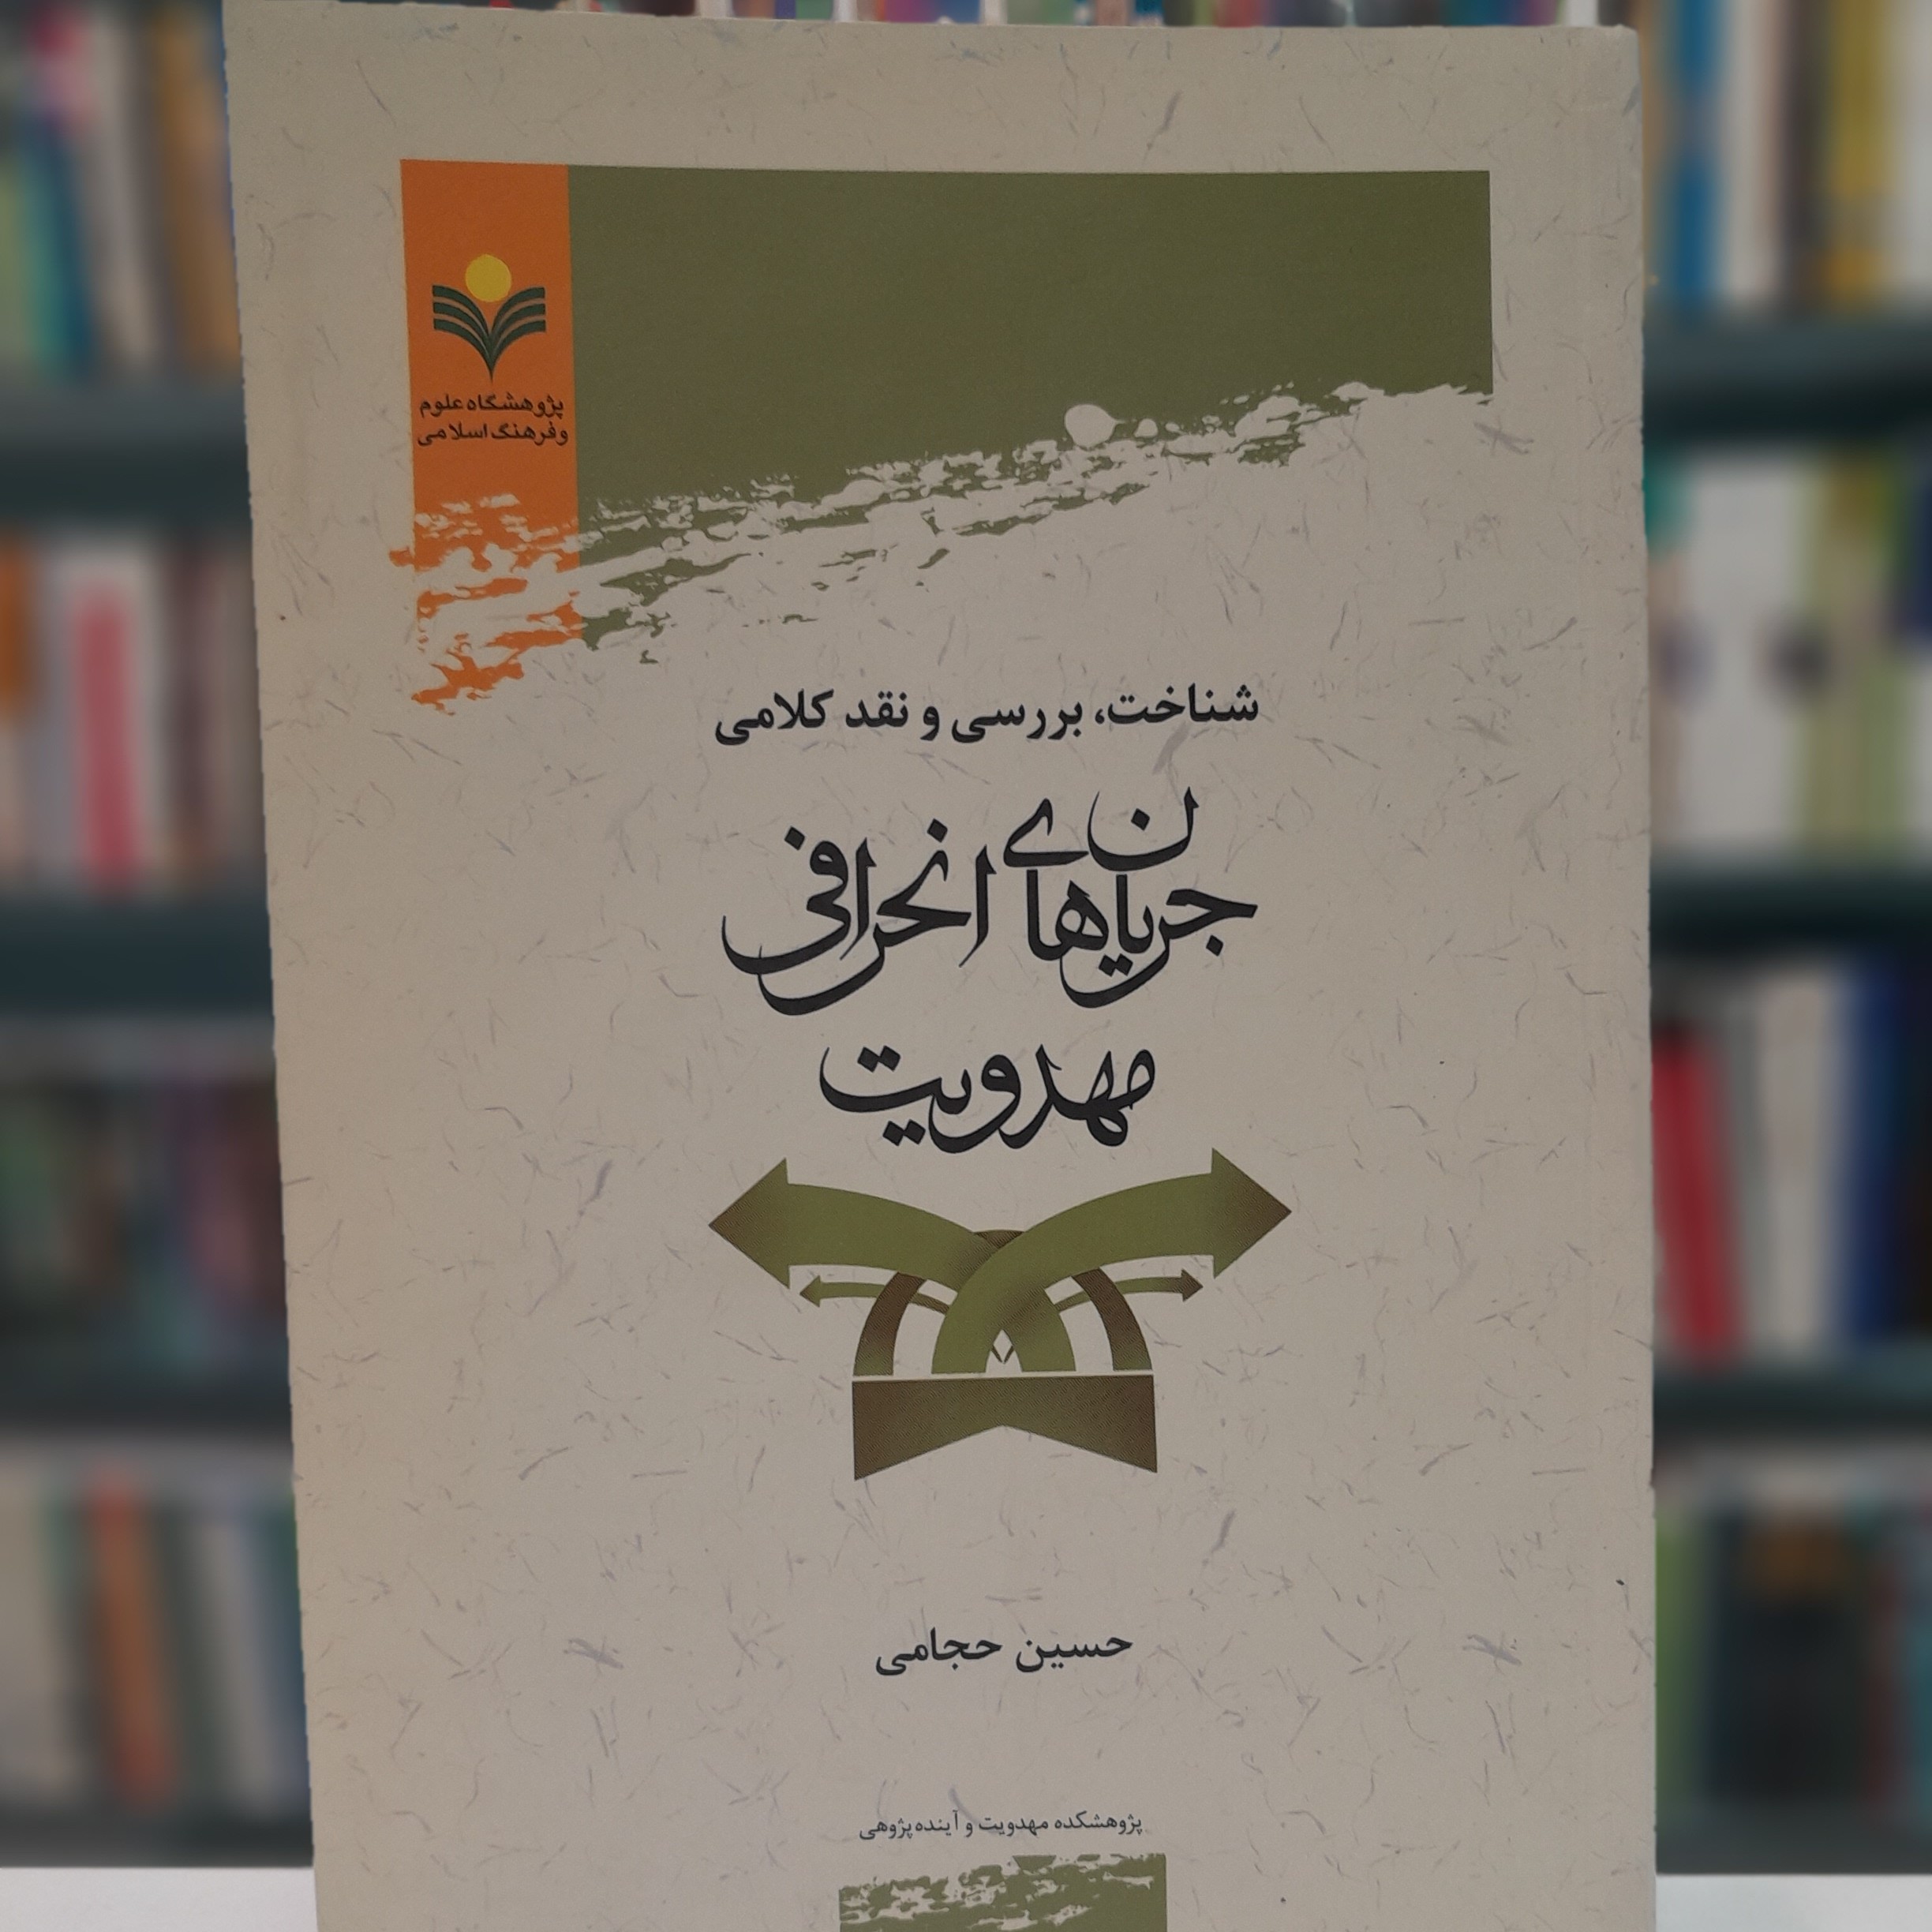 پژوهشگاه علوم
و فرهنگ اسلامی
شناخت، بررسی و نقد کلامی
جریان‌های انحرافی
مهدویت
حسین حجامی
پژوهشکده مهدویت و آینده‌پژوهی